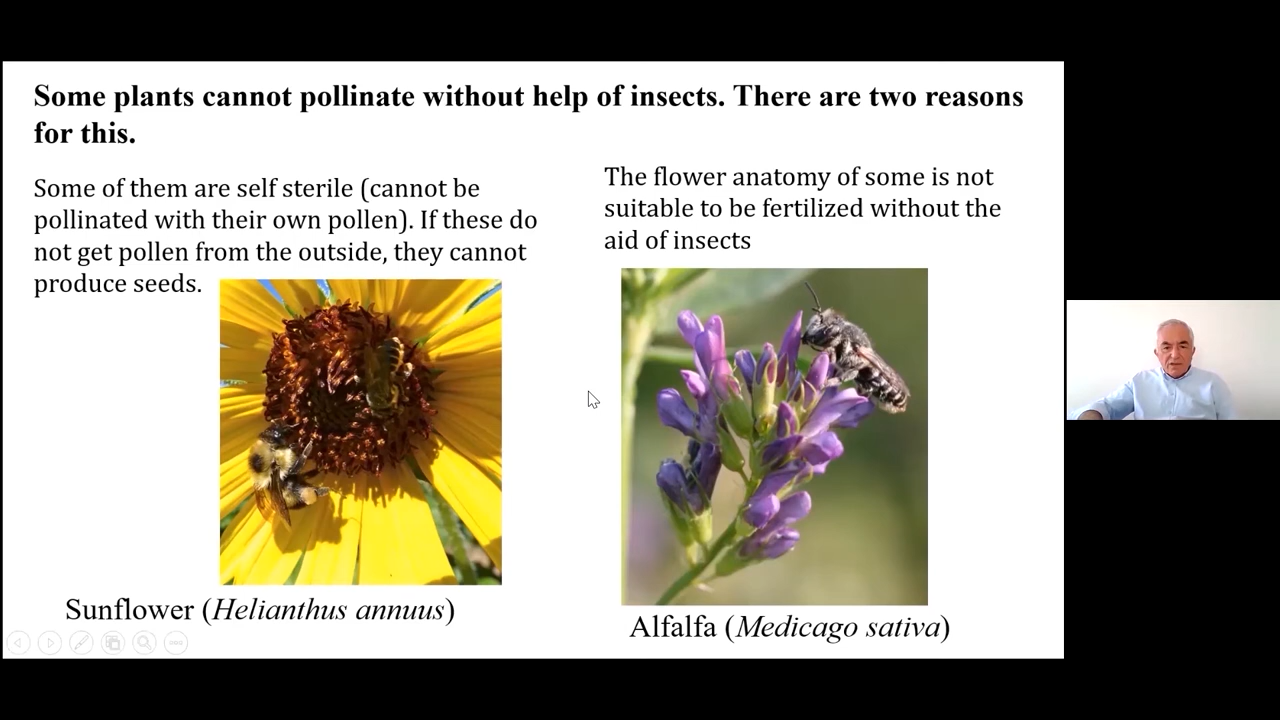 Some plants cannot pollinate without help of insects. There are two reasons
for this.
Some of them are self sterile (cannot be
pollinated with their own pollen). If these do
not get pollen from the outside, they cannot
produce seeds.
The flower anatomy of some is not
suitable to be fertilized without the
aid of insects
Sunflower (Helianthus annuus)
Alfalfa (Medicago sativa)